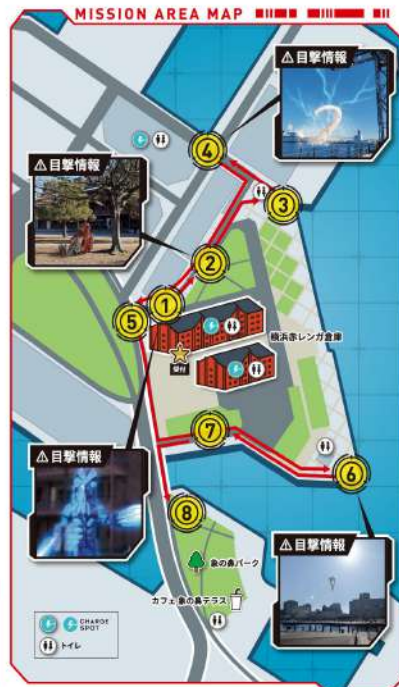 MISSION AREA MAP
⚠目撃情報
4
⚠目撃情報
3
2
1
5
横浜赤レンガ倉庫
受付
7
⚠目撃情報
6
8
⚠目撃情報
象の鼻パーク
カフェ 象の鼻テラス
CHARGE
SPOT
トイレ